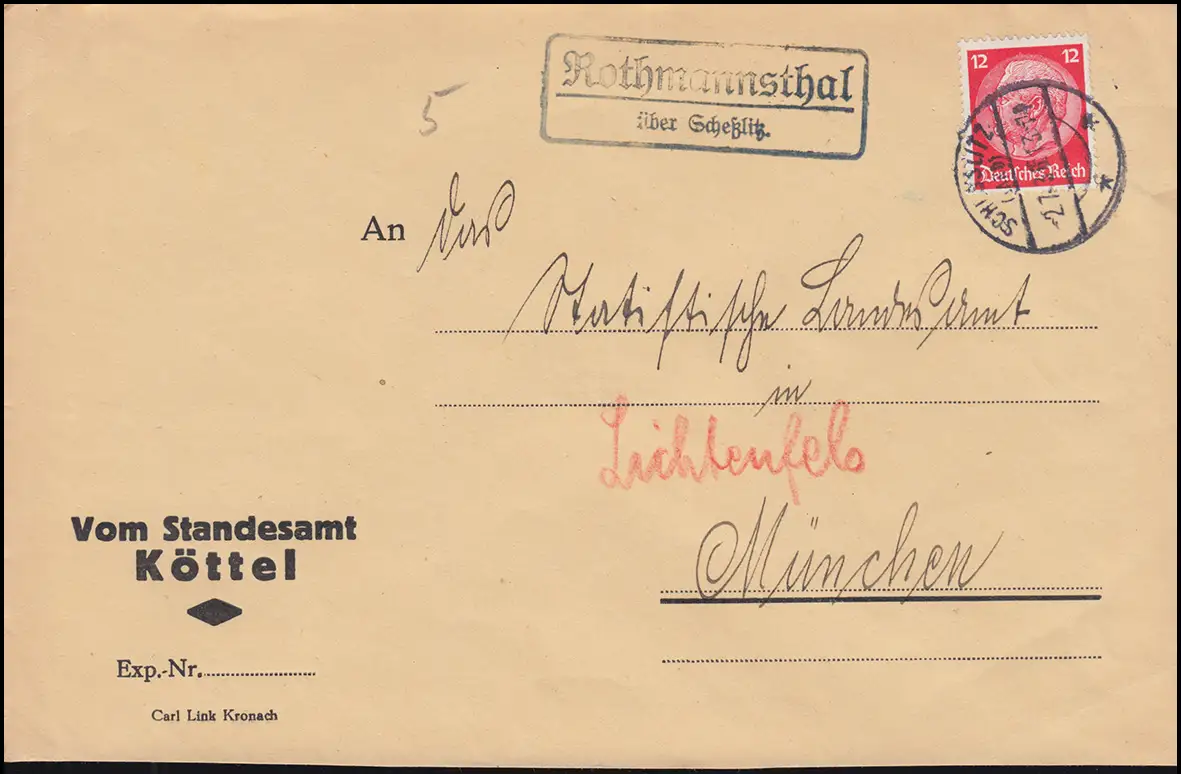 5
Rothmannsthal
über Scheßlitz.
12 12
Deutsches Reich
An das
Statistische Landesamt
in
Lichtenfels
München
Vom Standesamt
Köttel
Exp.-Nr.
Carl Link Kronach